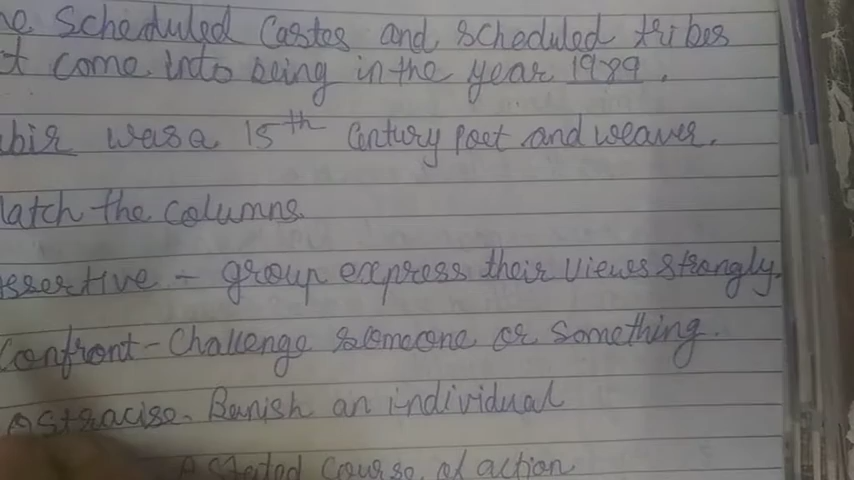 Scheduled Castes and scheduled tribes
come into being in the year 1989.
was a 15th Century poet and weaver.
the columns.
- group express their views strongly.
Confront - Challenge someone or something.
Ostracise - Banish an individual
A stated course of action